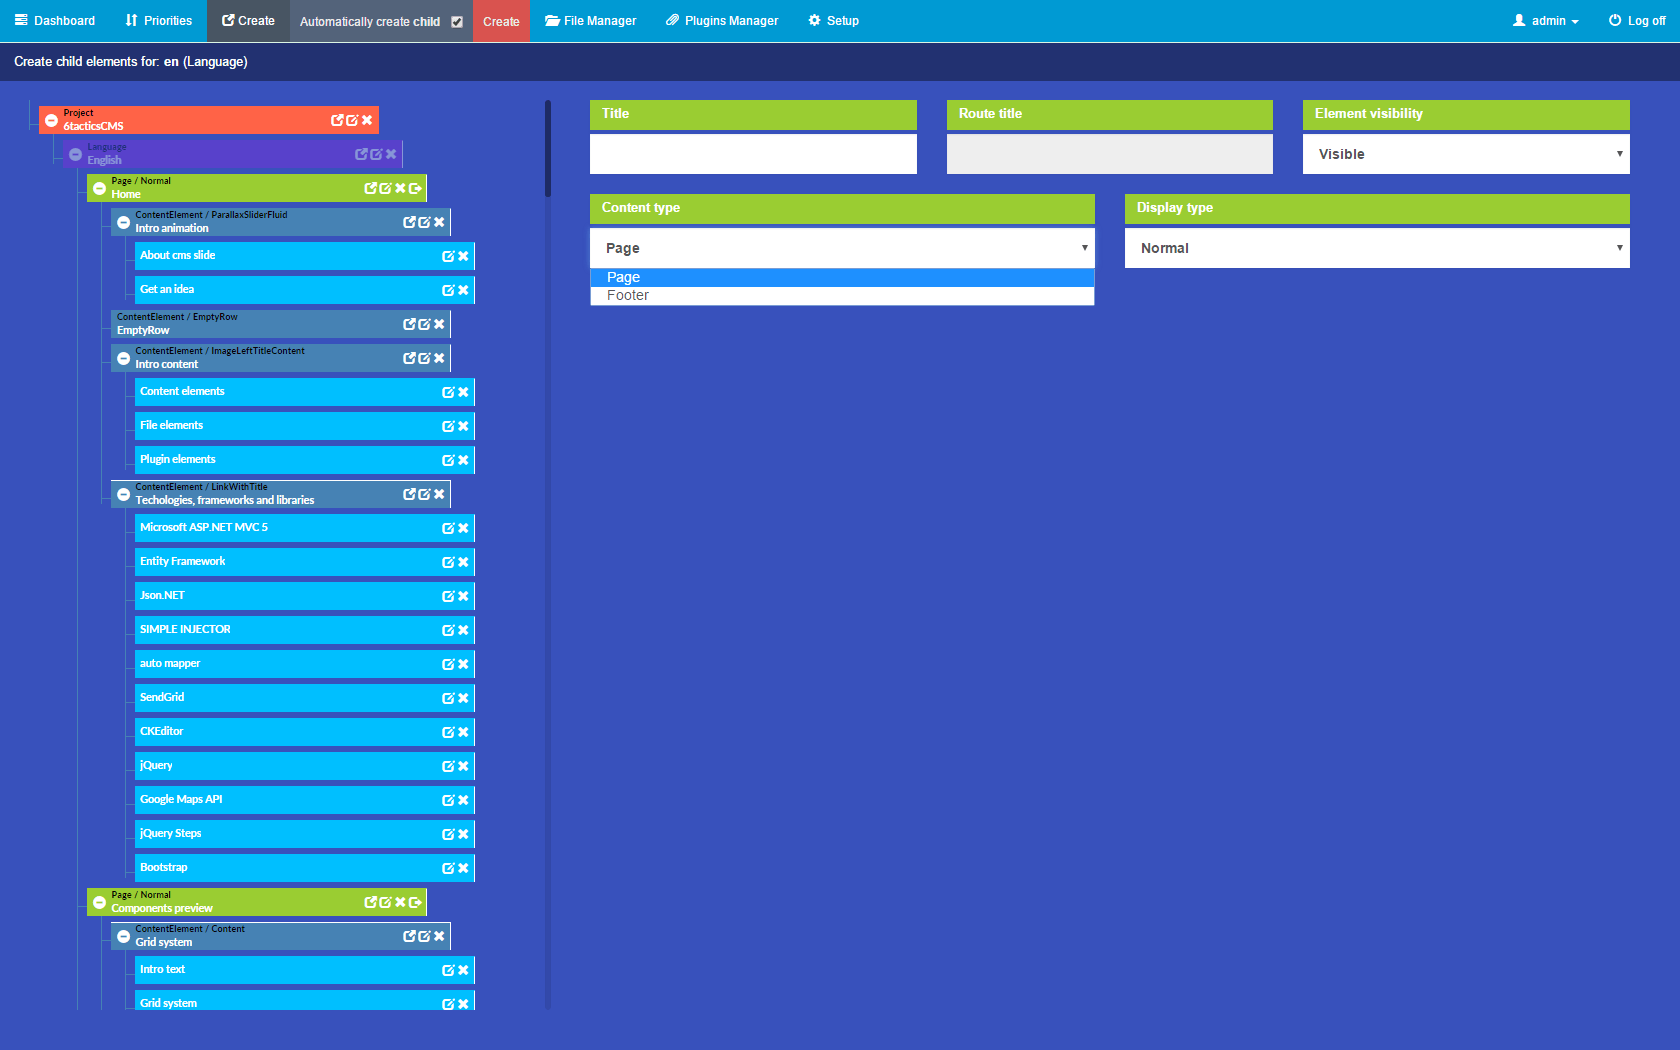 Dashboard
Priorities
Create
Automatically create child
Create
File Manager
Plugins Manager
Setup
admin
Log off
Create child elements for: en (Language)
Project
6tacticsCMS
Language
English
Page / Normal
Home
ContentElement / ParallaxSliderFluid
Intro animation
About cms slide
Get an idea
ContentElement / EmptyRow
EmptyRow
ContentElement / ImageLeftTitleContent
Intro content
Content elements
File elements
Plugin elements
ContentElement / LinkWithTitle
Techologies, frameworks and libraries
Microsoft ASP.NET MVC 5
Entity Framework
Json.NET
SIMPLE INJECTOR
auto mapper
SendGrid
CKEditor
jQuery
Google Maps API
jQuery Steps
Bootstrap
Page / Normal
Components preview
ContentElement / Content
Grid system
Intro text
Grid system
Title
Route title
Element visibility
Visible
Content type
Display type
Page
Normal
Page
Footer